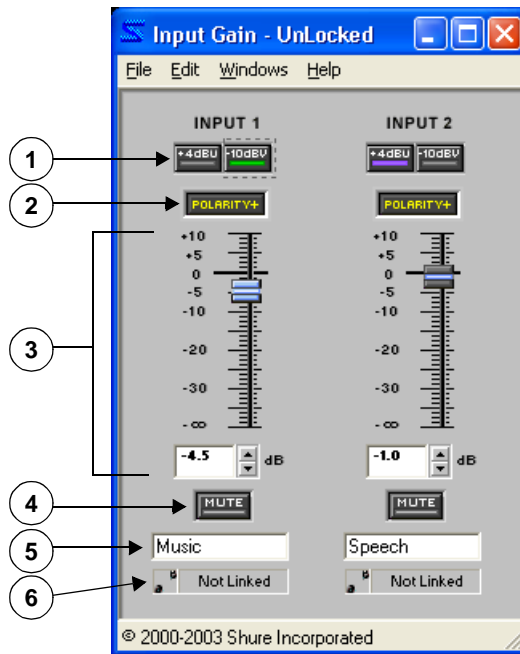 Input Gain - UnLocked
File Edit Windows Help
INPUT 1 INPUT 2
1 +4dBu -10dBV +4dBu -10dBV
2 POLARITY+ POLARITY+
+10 +10
+5 +5
0 0
-5 -5
-10 -10
3
-20 -20
-30 -30
-∞ -∞
-4.5 dB -1.0 dB
4 MUTE MUTE
5 Music Speech
6 a B Not Linked a B Not Linked
© 2000-2003 Shure Incorporated